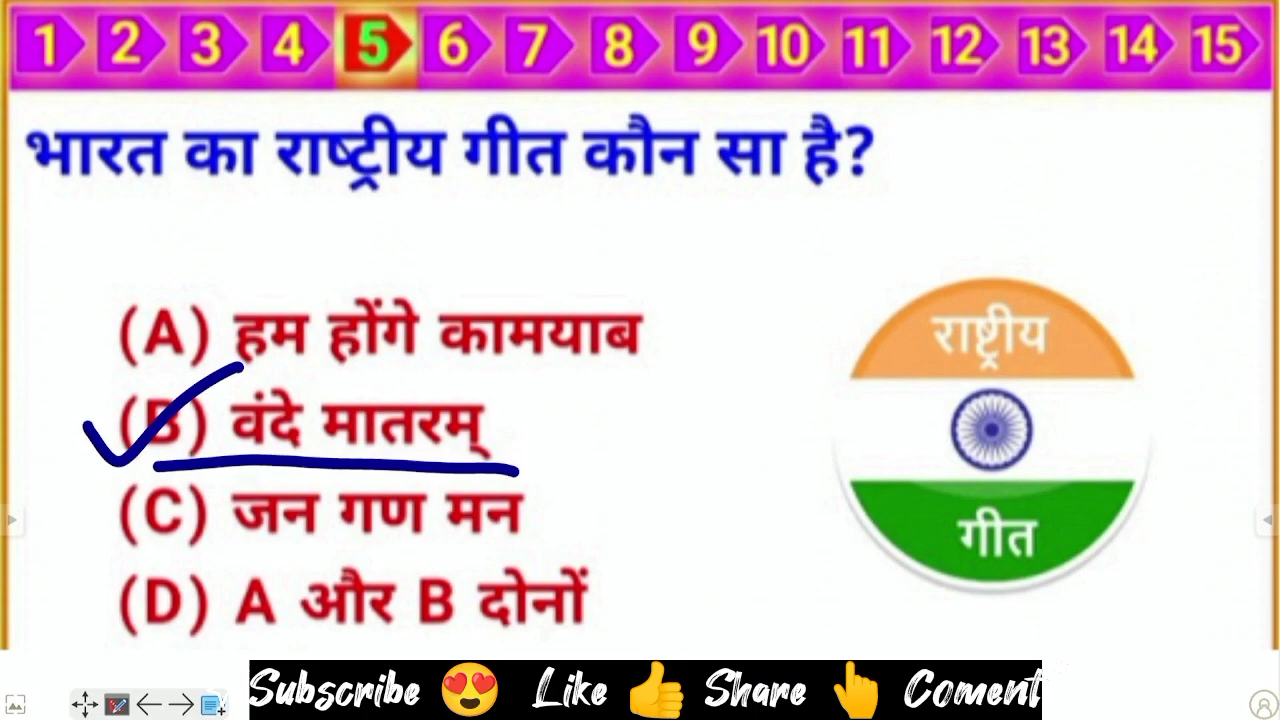 1 2 3 4 5 6 7 8 9 10 11 12 13 14 15
भारत का राष्ट्रीय गीत कौन सा है?
(A) हम होंगे कामयाब
(B) वंदे मातरम्
(C) जन गण मन
(D) A और B दोनों
राष्ट्रीय
गीत
Subscribe 😍 Like 👍 Share 👆 Coment